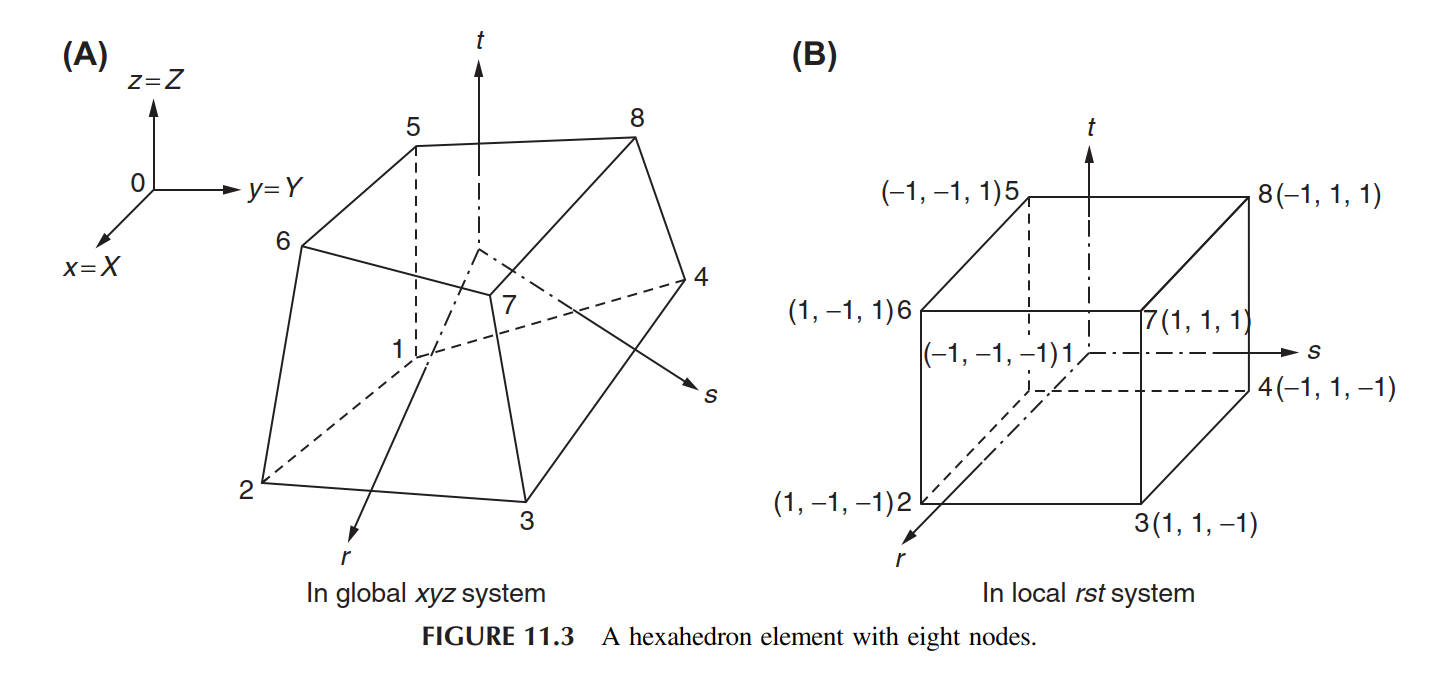 (A)
t
(B)
z=Z
5
8
t
0
y=Y
(–1, –1, 1)5
8(–1, 1, 1)
6
x=X
4
7
(1, –1, 1)6
7(1, 1, 1)
1
(–1, –1, –1)1
s
s
4(–1, 1, –1)
2
(1, –1, –1)2
3
3(1, 1, –1)
r
r
In global xyz system
In local rst system
FIGURE 11.3 A hexahedron element with eight nodes.